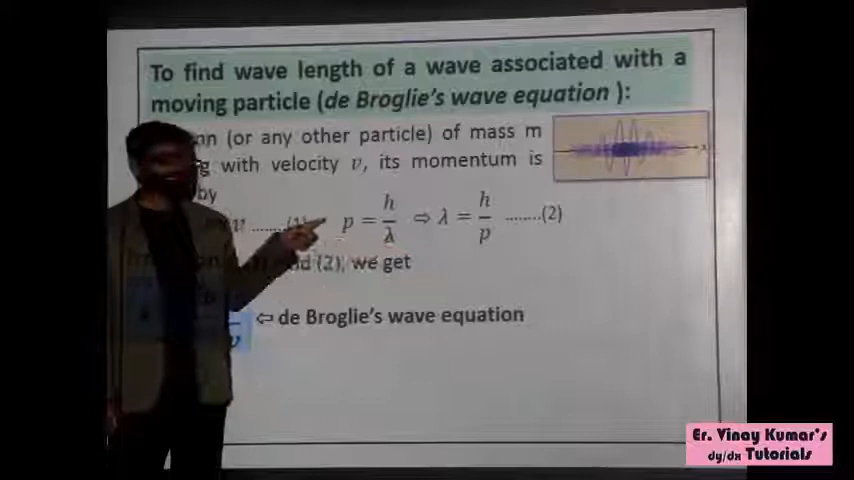 To find wave length of a wave associated with a
moving particle (de Broglie's wave equation ):
(or any other particle) of mass m
with velocity v, its momentum is
by
v ........(1) p = h/λ ⇒ λ = h/p ........(2)
(2), we get
⇦ de Broglie's wave equation
Er. Vinay Kumar's
dy/dx Tutorials